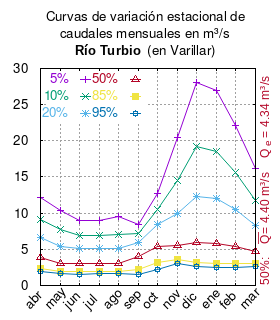 Curvas de variación estacional de
caudales mensuales en m³/s
Río Turbio (en Varillar)
30
25
20
15
10
5
0
5%
50%
10%
85%
20%
95%
abr
may
jun
jul
ago
sep
oct
nov
dic
ene
feb
mar
50%: Q= 4.40 m³/s Q e = 4.34 m³/s